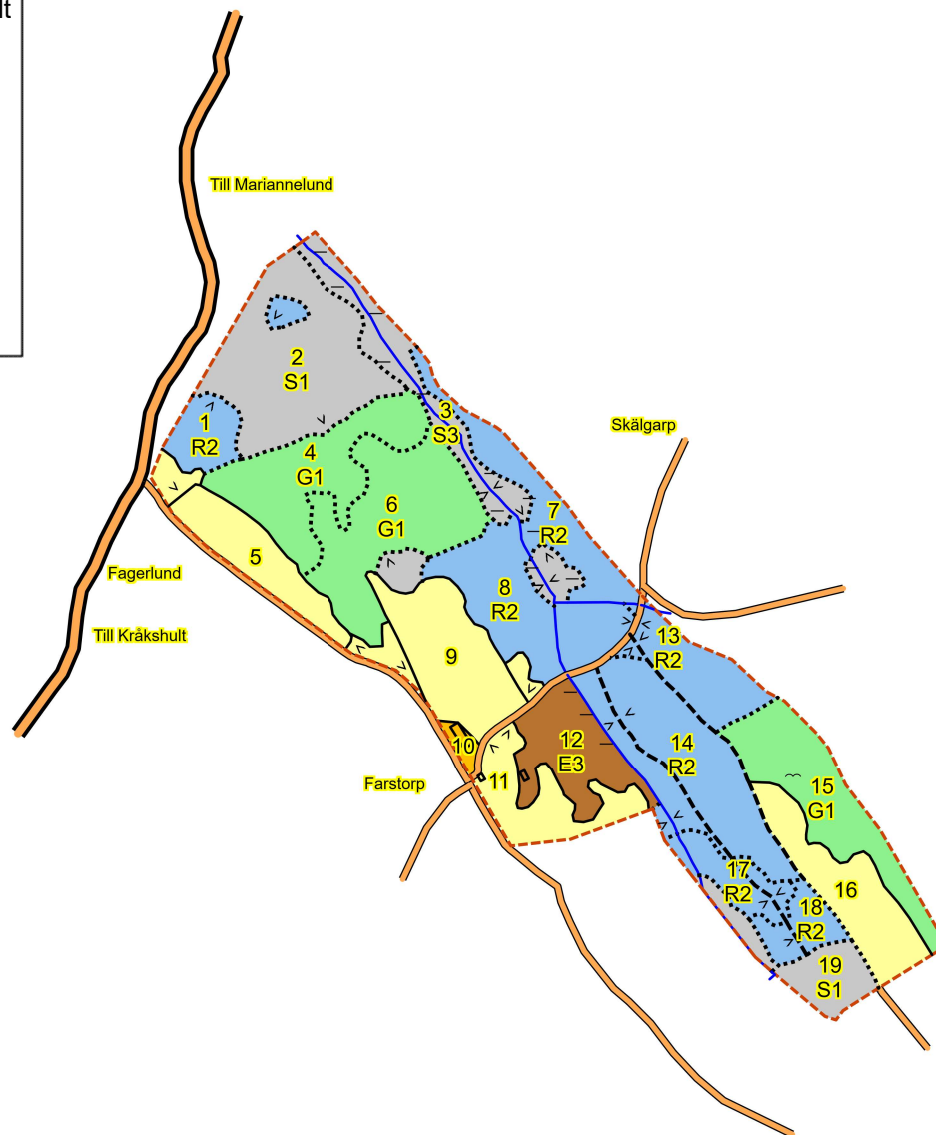 lt
Till Mariannelund
2
S1
1
R2
3
S3
Skälgarp
4
G1
6
G1
7
R2
5
Fagerlund
8
R2
Till Kråkshult
13
R2
9
10
12
E3
14
R2
Farstorp
11
15
G1
17
R2
16
18
R2
19
S1